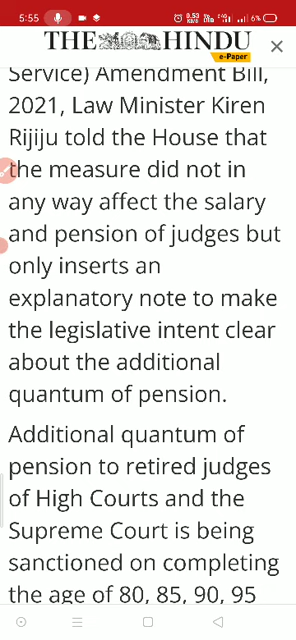 5:55
6%
THE HINDU
e-Paper
Service) Amendment Bill,
2021, Law Minister Kiren
Rijiju told the House that
the measure did not in
any way affect the salary
and pension of judges but
only inserts an
explanatory note to make
the legislative intent clear
about the additional
quantum of pension.
Additional quantum of
pension to retired judges
of High Courts and the
Supreme Court is being
sanctioned on completing
the age of 80, 85, 90, 95